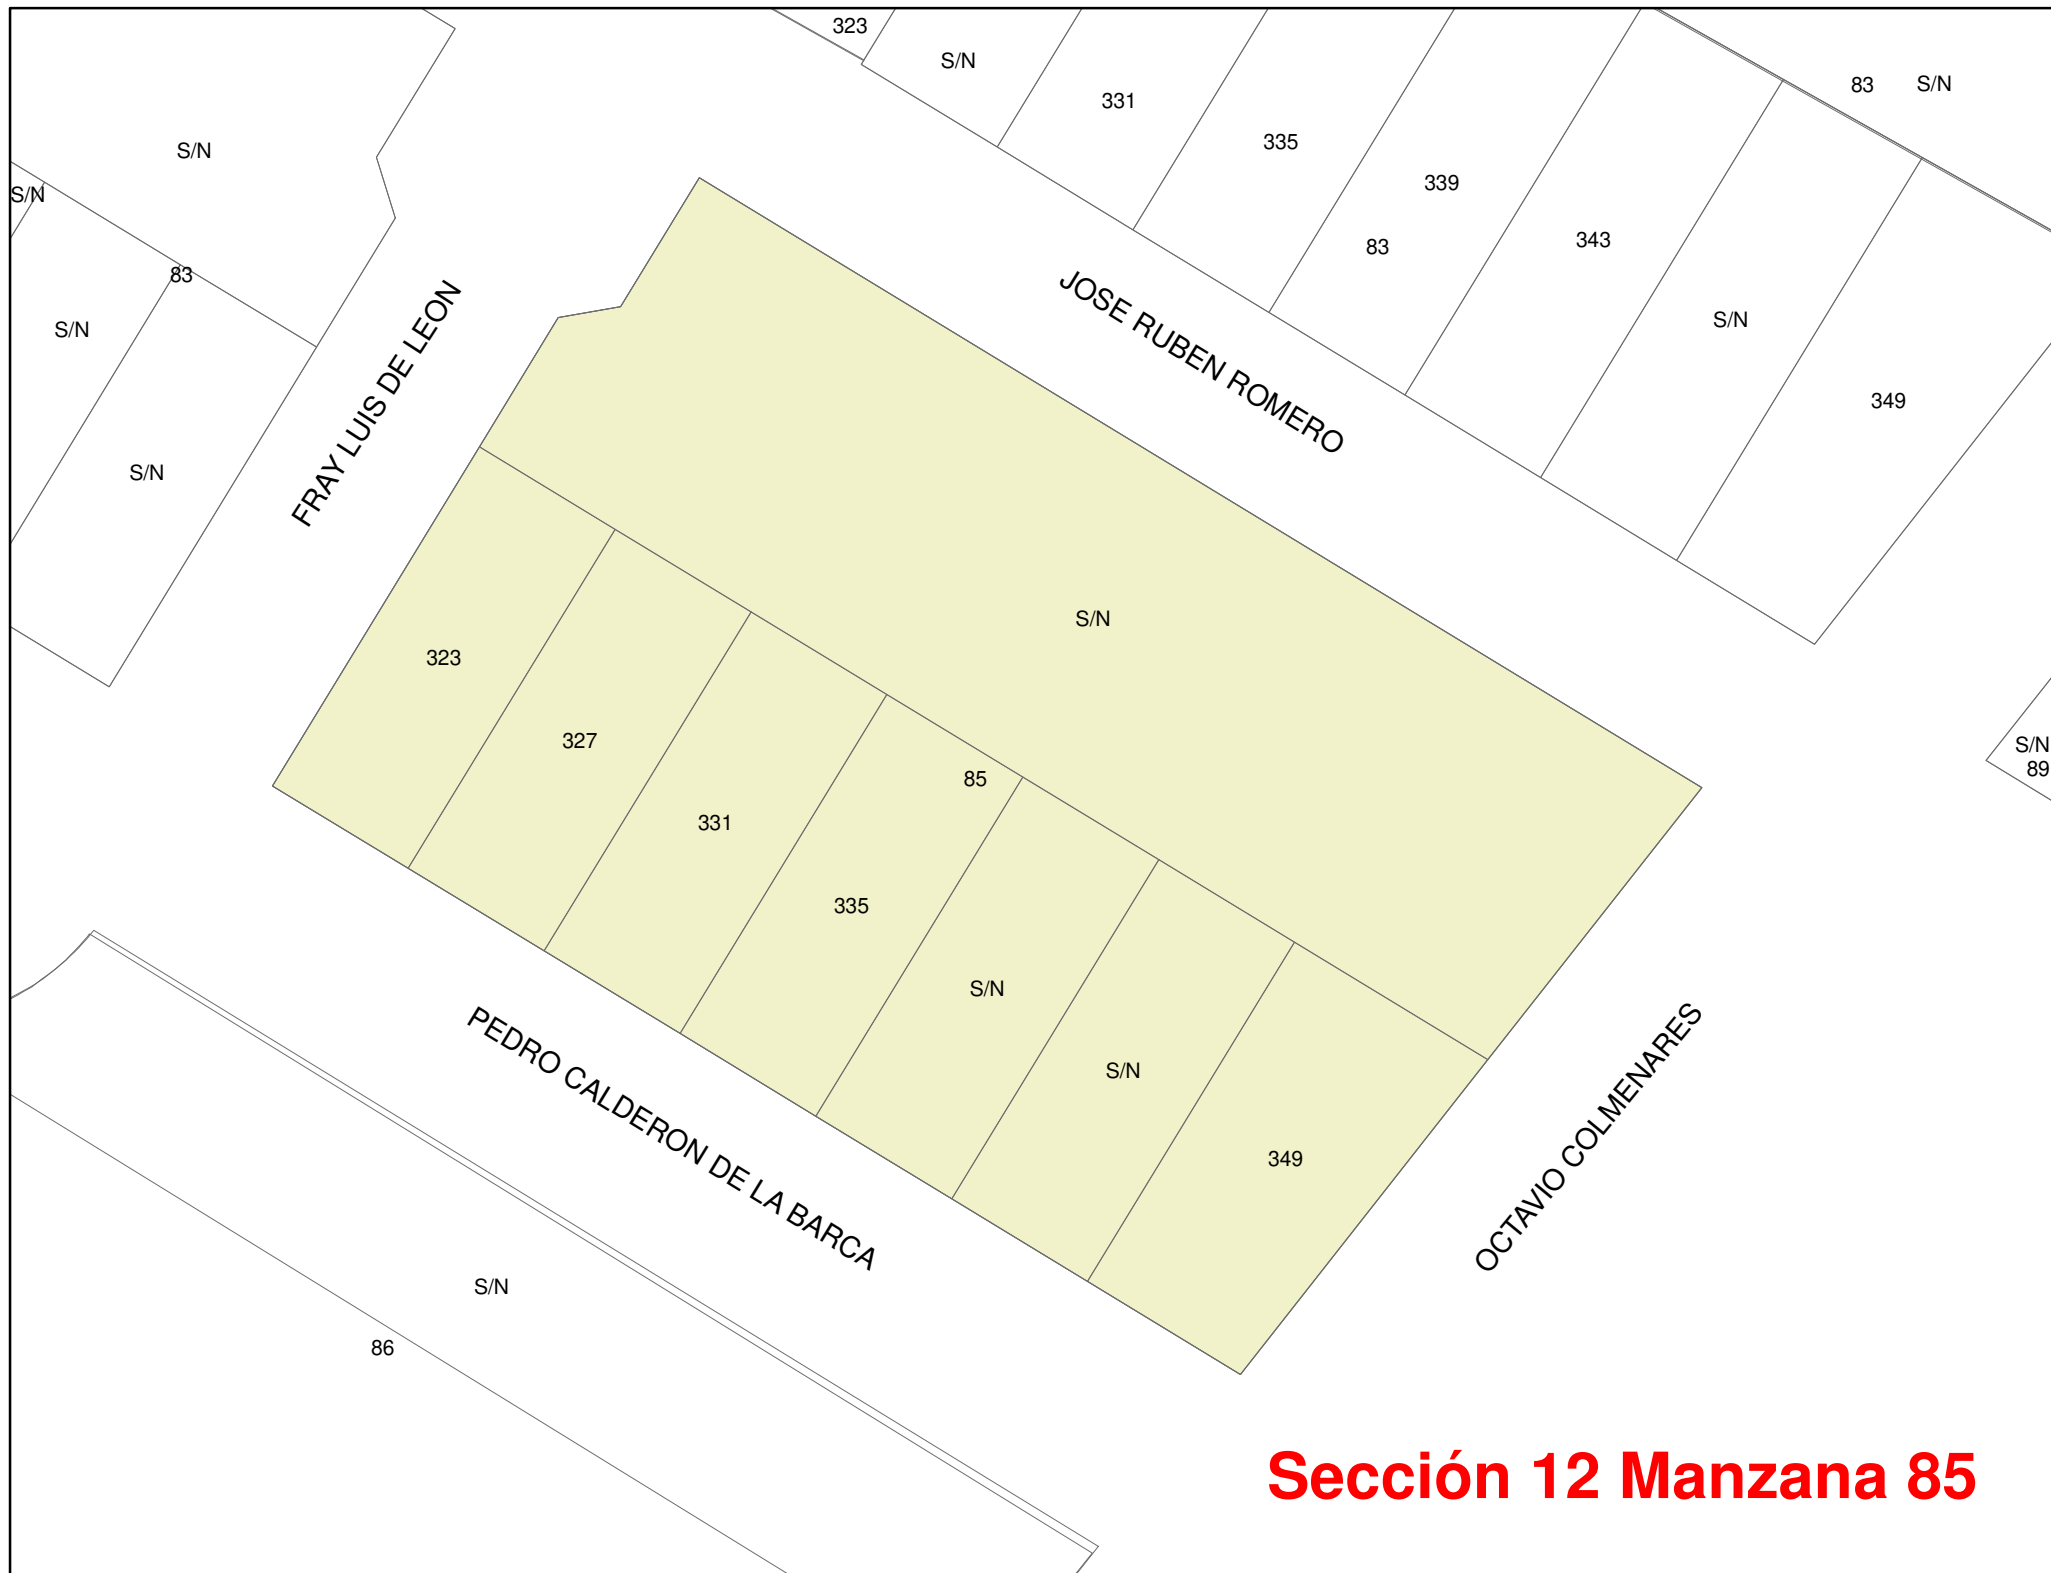 323
S/N
331
83
S/N
335
S/N
339
S/N
343
83
83
JOSE RUBEN ROMERO
S/N
S/N
FRAY LUIS DE LEON
349
S/N
S/N
323
327
S/N
89
85
331
335
S/N
PEDRO CALDERON DE LA BARCA
S/N
OCTAVIO COLMENARES
349
S/N
86
Sección 12 Manzana 85